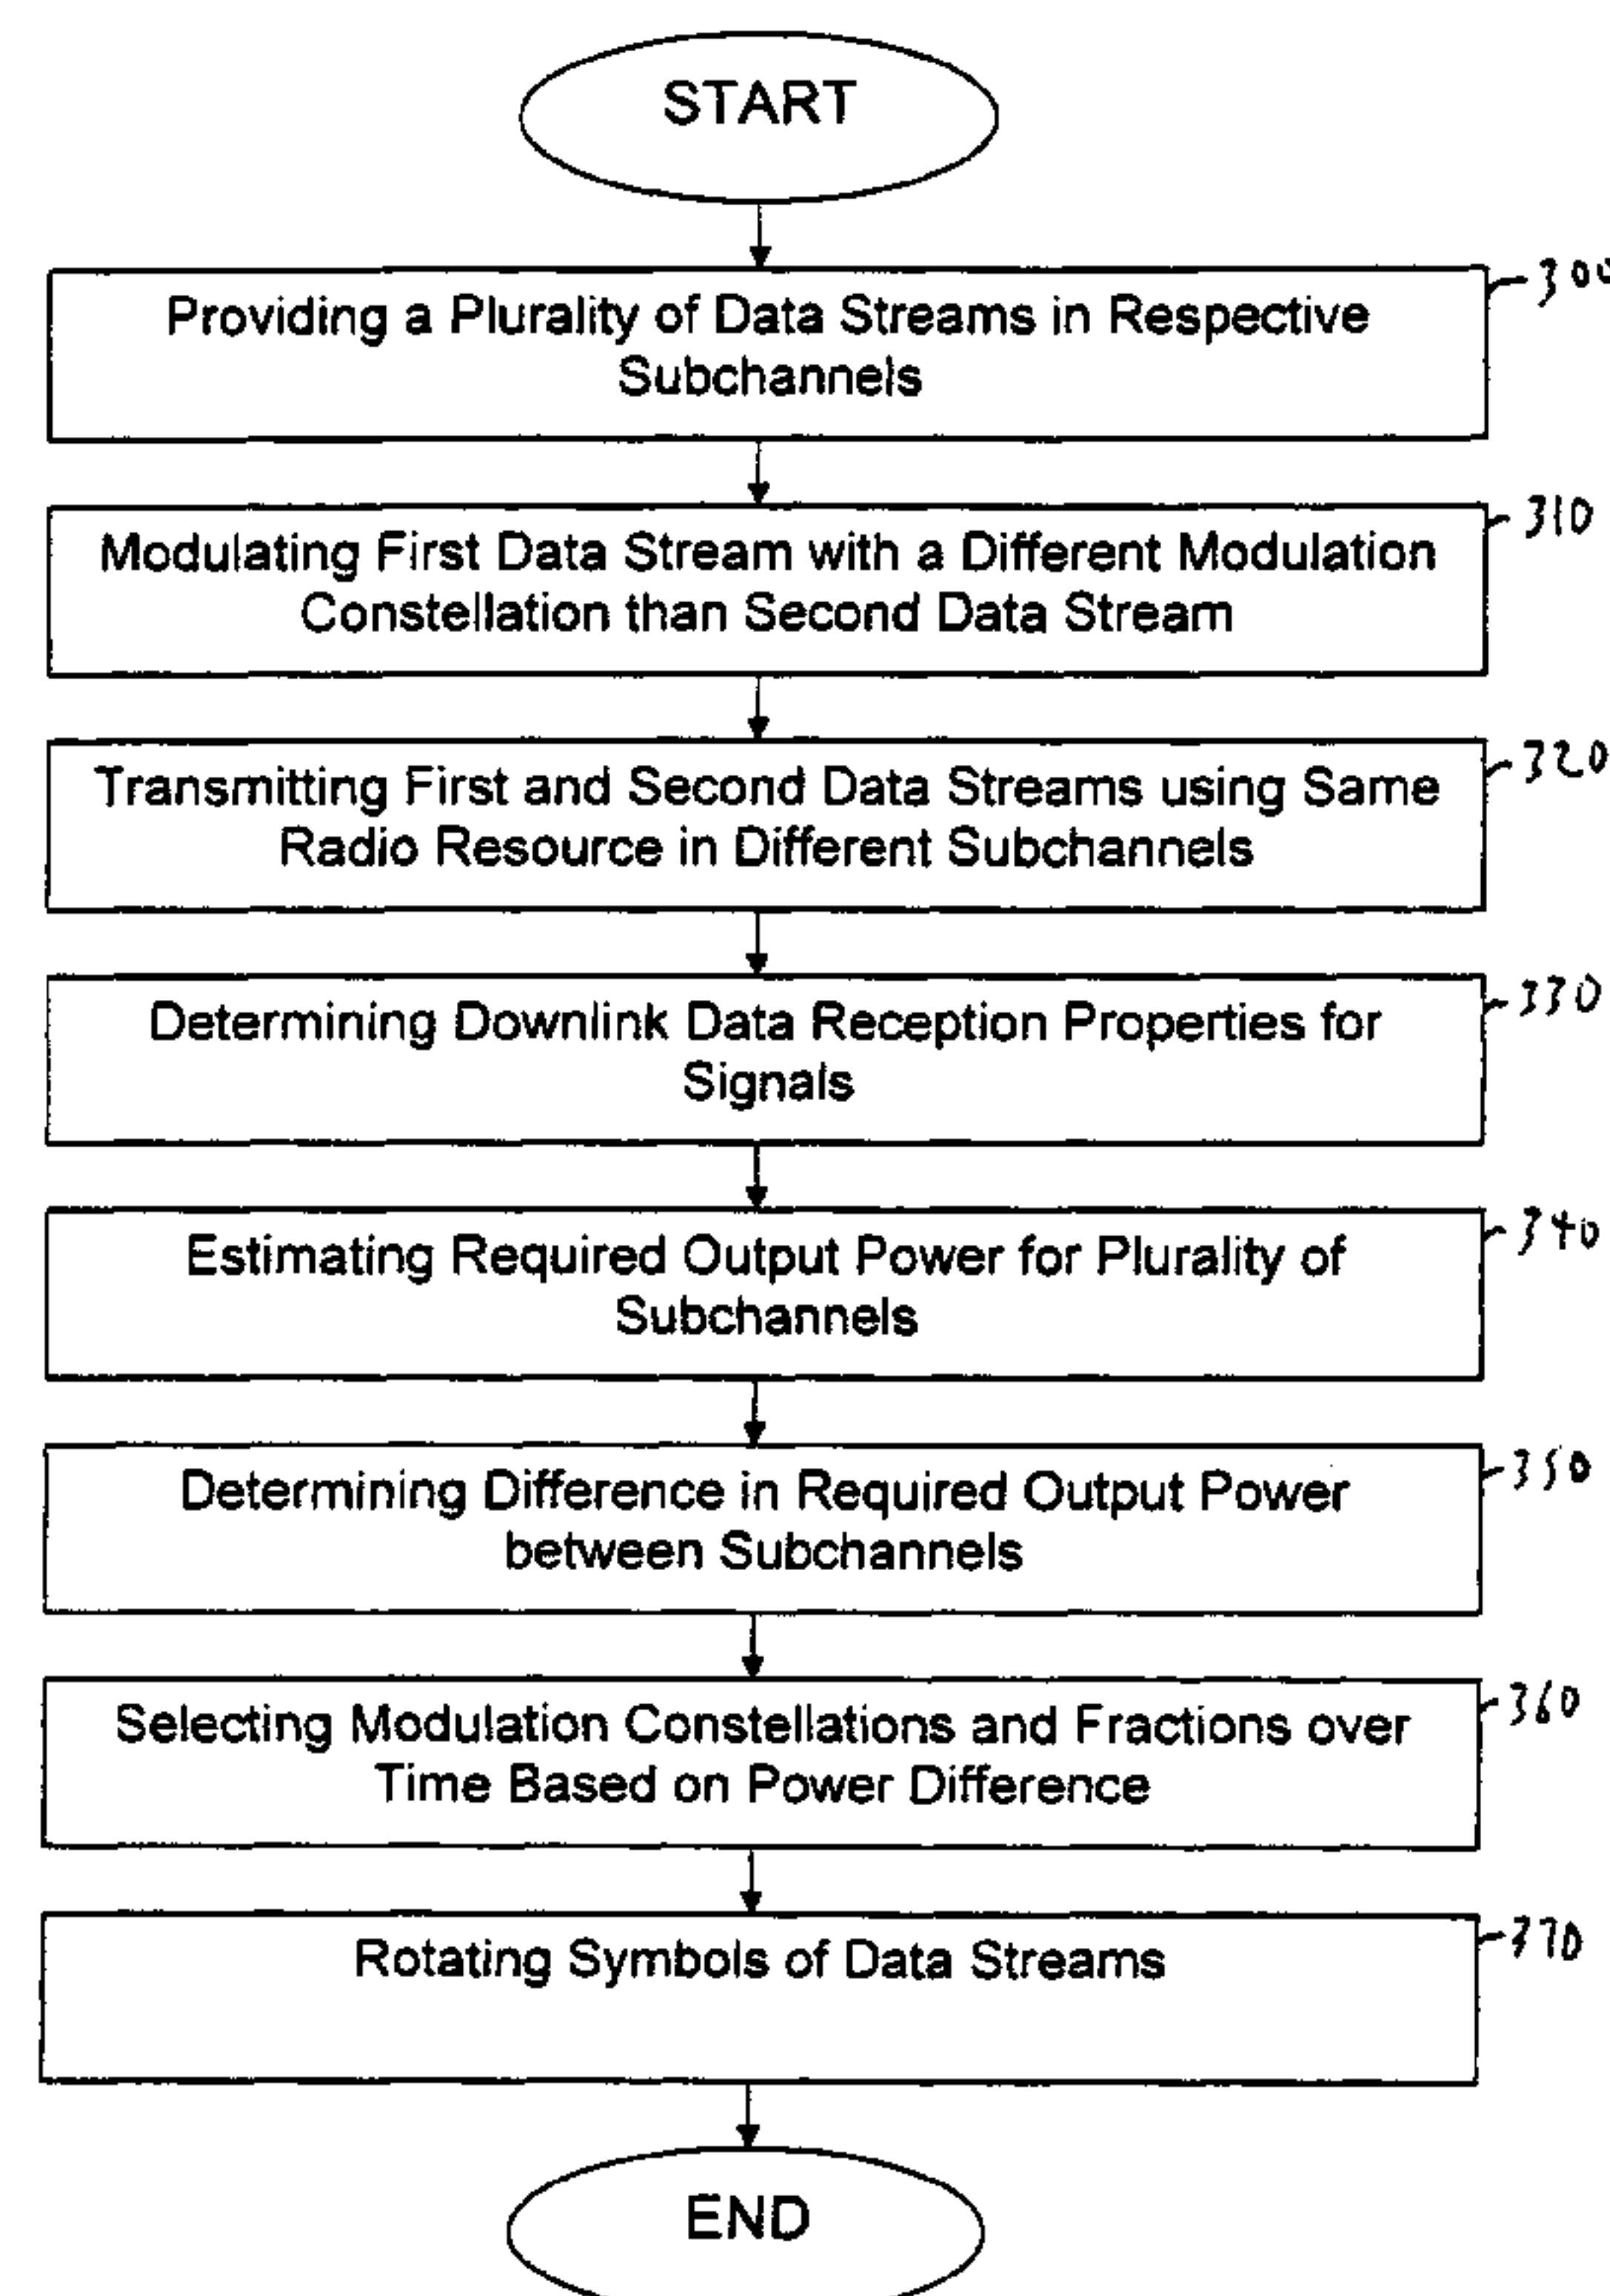 START
300
Providing a Plurality of Data Streams in Respective
Subchannels
310
Modulating First Data Stream with a Different Modulation
Constellation than Second Data Stream
320
Transmitting First and Second Data Streams using Same
Radio Resource in Different Subchannels
330
Determining Downlink Data Reception Properties for
Signals
340
Estimating Required Output Power for Plurality of
Subchannels
350
Determining Difference in Required Output Power
between Subchannels
360
Selecting Modulation Constellations and Fractions over
Time Based on Power Difference
370
Rotating Symbols of Data Streams
END